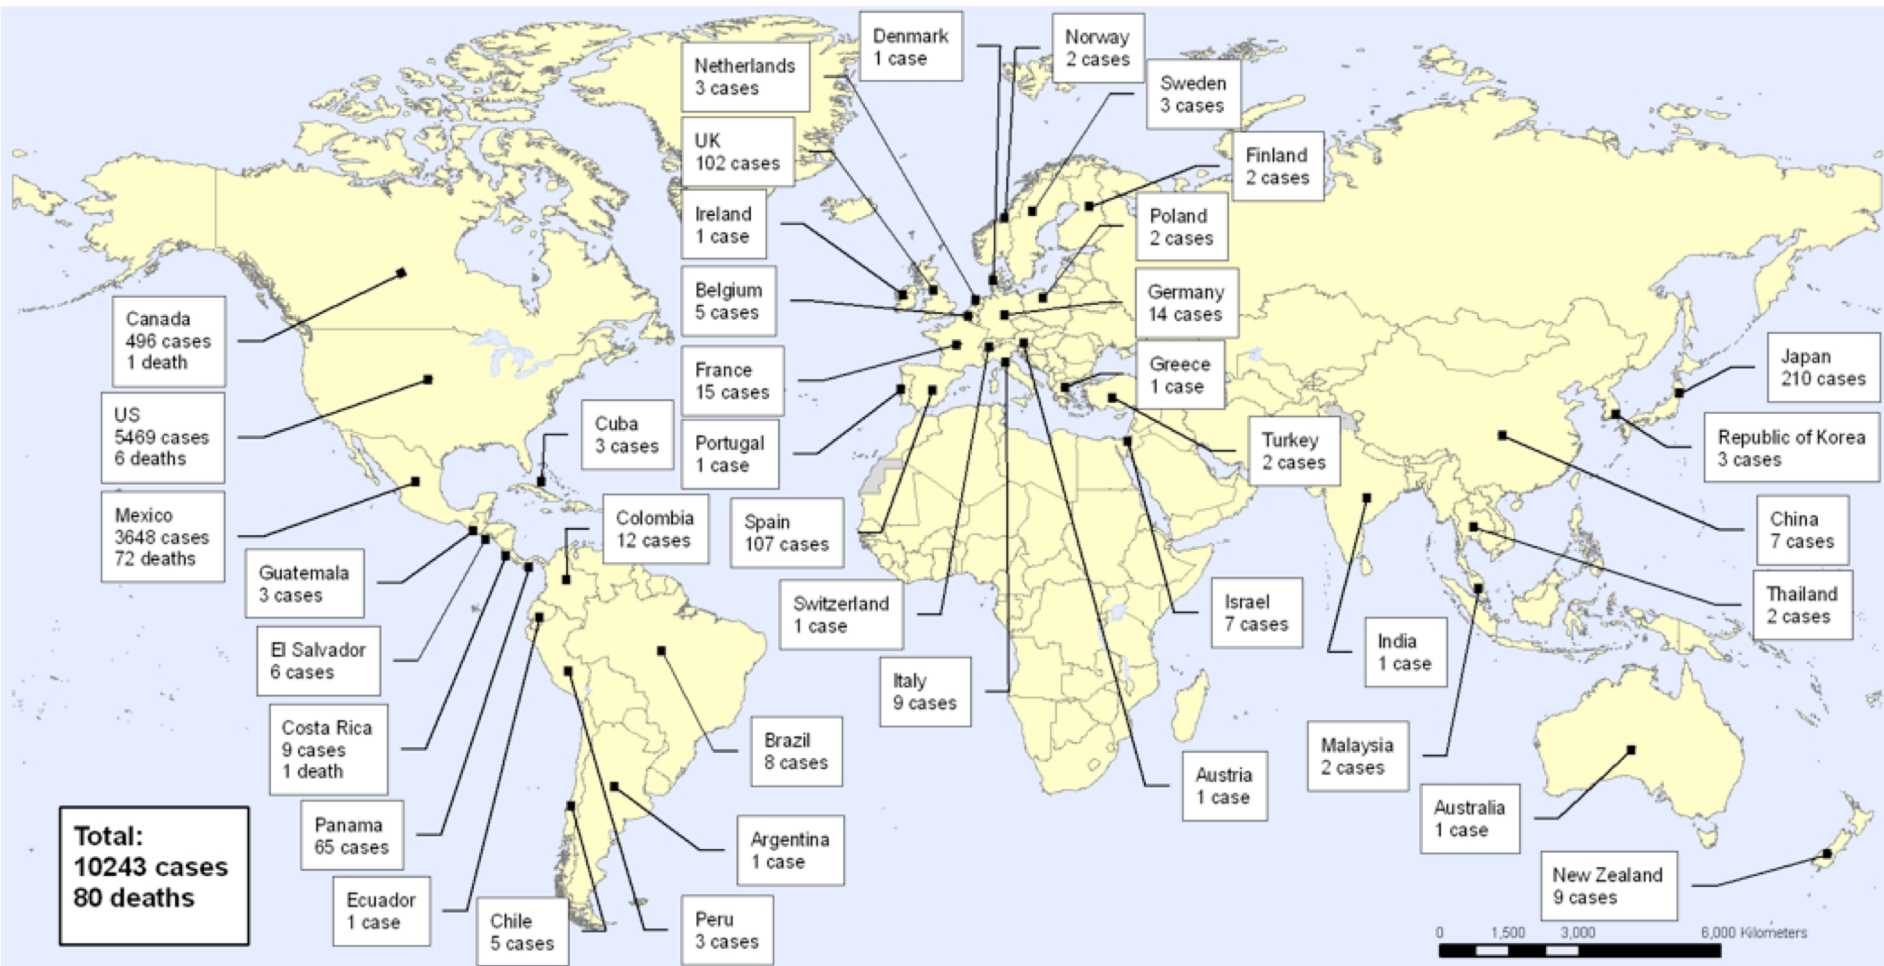 Denmark
1 case
Norway
2 cases
Netherlands
3 cases
Sweden
3 cases
UK
102 cases
Finland
2 cases
Ireland
1 case
Poland
2 cases
Belgium
5 cases
Germany
14 cases
Canada
496 cases
1 death
France
15 cases
Greece
1 case
Japan
210 cases
US
5469 cases
6 deaths
Cuba
3 cases
Portugal
1 case
Turkey
2 cases
Republic of Korea
3 cases
Mexico
3648 cases
72 deaths
Colombia
12 cases
Spain
107 cases
China
7 cases
Guatemala
3 cases
Switzerland
1 case
Israel
7 cases
Thailand
2 cases
El Salvador
6 cases
Italy
9 cases
India
1 case
Costa Rica
9 cases
1 death
Brazil
8 cases
Austria
1 case
Malaysia
2 cases
Australia
1 case
Total:
10243 cases
80 deaths
Panama
65 cases
Argentina
1 case
Ecuador
1 case
Chile
5 cases
Peru
3 cases
New Zealand
9 cases
0 1,500 3,000 6,000 Kilometers